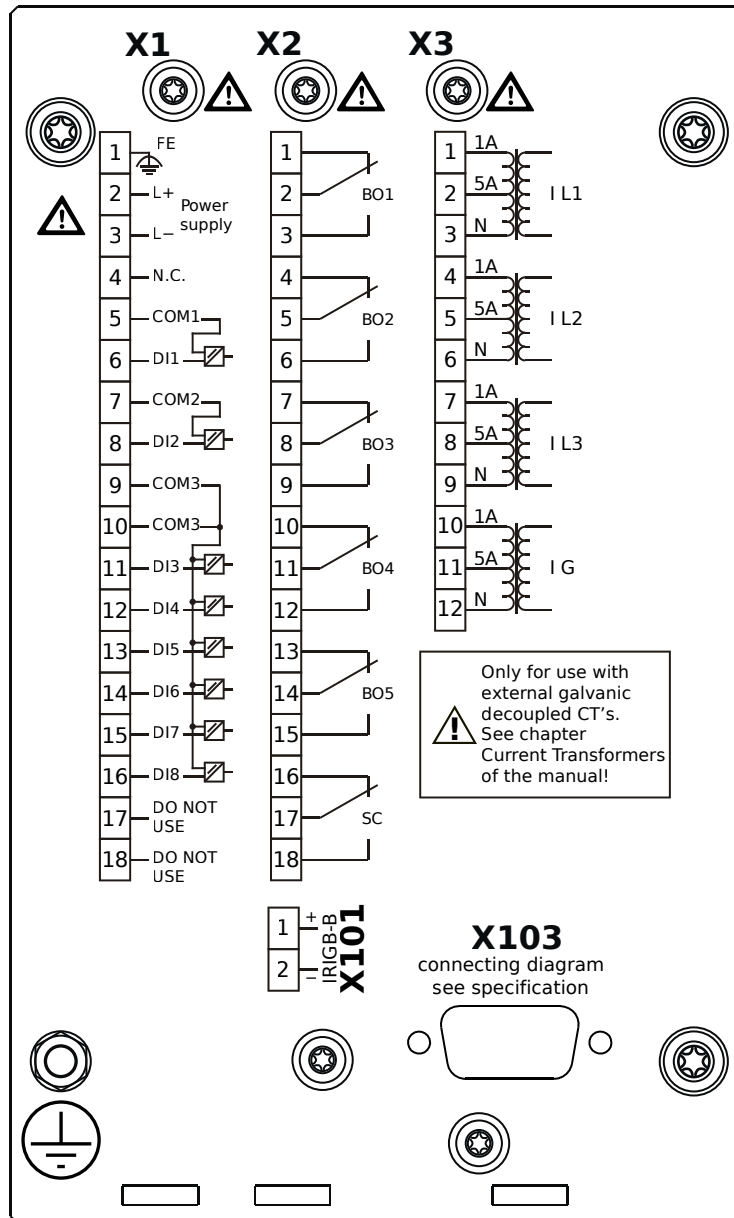 X1
X2
X3
1 FE
2 L+
Power
supply
3 L−
4 N.C.
5 COM1
6 DI1
7 COM2
8 DI2
9 COM3
10 COM3
11 DI3
12 DI4
13 DI5
14 DI6
15 DI7
16 DI8
17 DO NOT
USE
18 DO NOT
USE
1
2 BO1
3
4
5 BO2
6
7
8 BO3
9
10
11 BO4
12
13
14 BO5
15
16
17 SC
18
1 1A
2 5A I L1
3 N
4 1A
5 5A I L2
6 N
7 1A
8 5A I L3
9 N
10 1A
11 5A I G
12 N
Only for use with
external galvanic
decoupled CT's.
See chapter
Current Transformers
of the manual!
1 +
2 −
IRIGB-B
X101
X103
connecting diagram
see specification